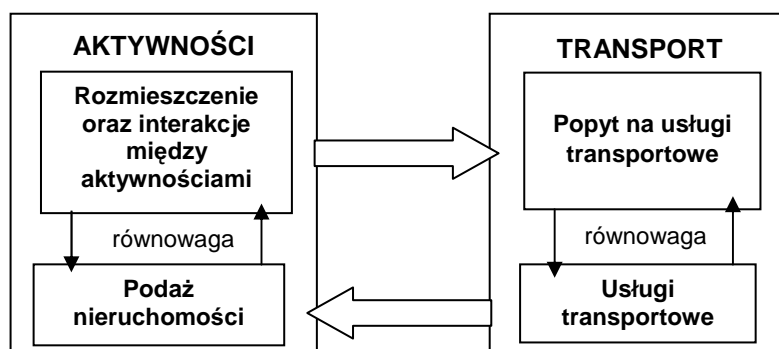 AKTYWNOŚCI
Rozmieszczenie
oraz interakcje
między
aktywnościami
równowaga
Podaż
nieruchomości
TRANSPORT
Popyt na usługi
transportowe
równowaga
Usługi
transportowe